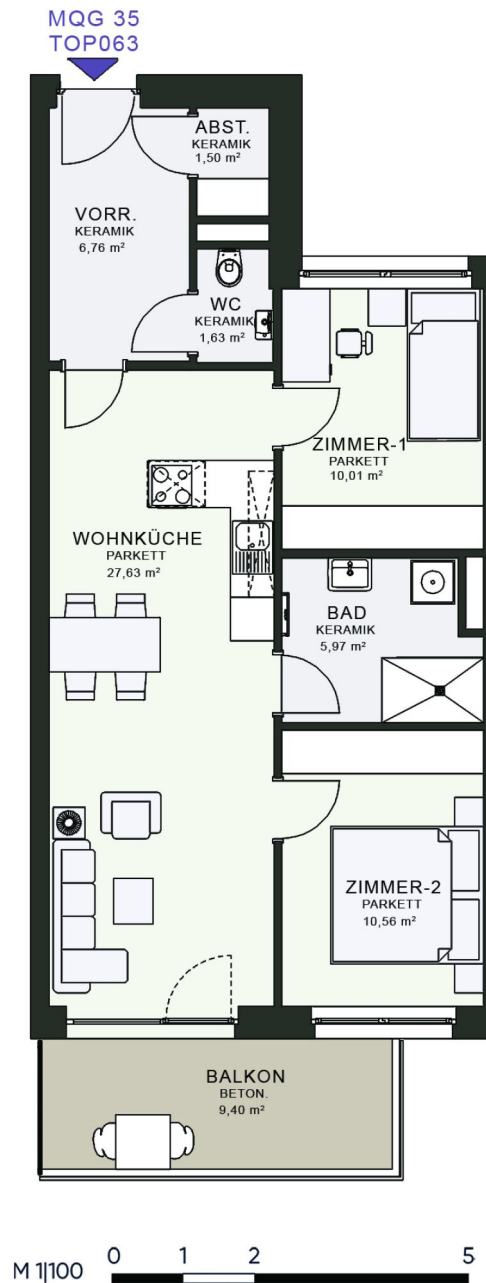 MQG 35
TOP063
ABST.
KERAMIK
1,50 m²
VORR.
KERAMIK
6,76 m²
WC
KERAMIK
1,63 m²
ZIMMER-1
PARKETT
10,01 m²
WOHNKÜCHE
PARKETT
27,63 m²
BAD
KERAMIK
5,97 m²
ZIMMER-2
PARKETT
10,56 m²
BALKON
BETON.
9,40 m²
M 1|100 0 1 2 5